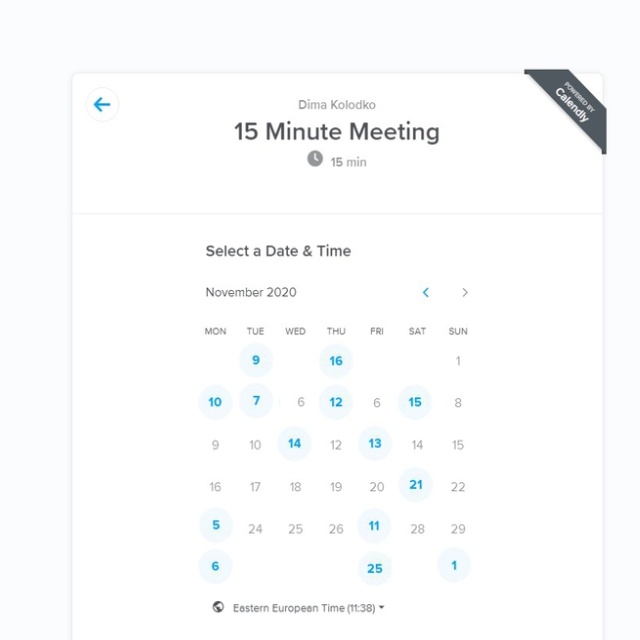 POWERED BY
Calendly
Dima Kolodko
15 Minute Meeting
15 min
Select a Date & Time
November 2020
MON TUE WED THU FRI SAT SUN
9 16 1
10 7 6 12 6 15 8
9 10 14 12 13 14 15
16 17 18 19 20 21 22
5 24 25 26 11 28 29
6 25 1
Eastern European Time (11:38)